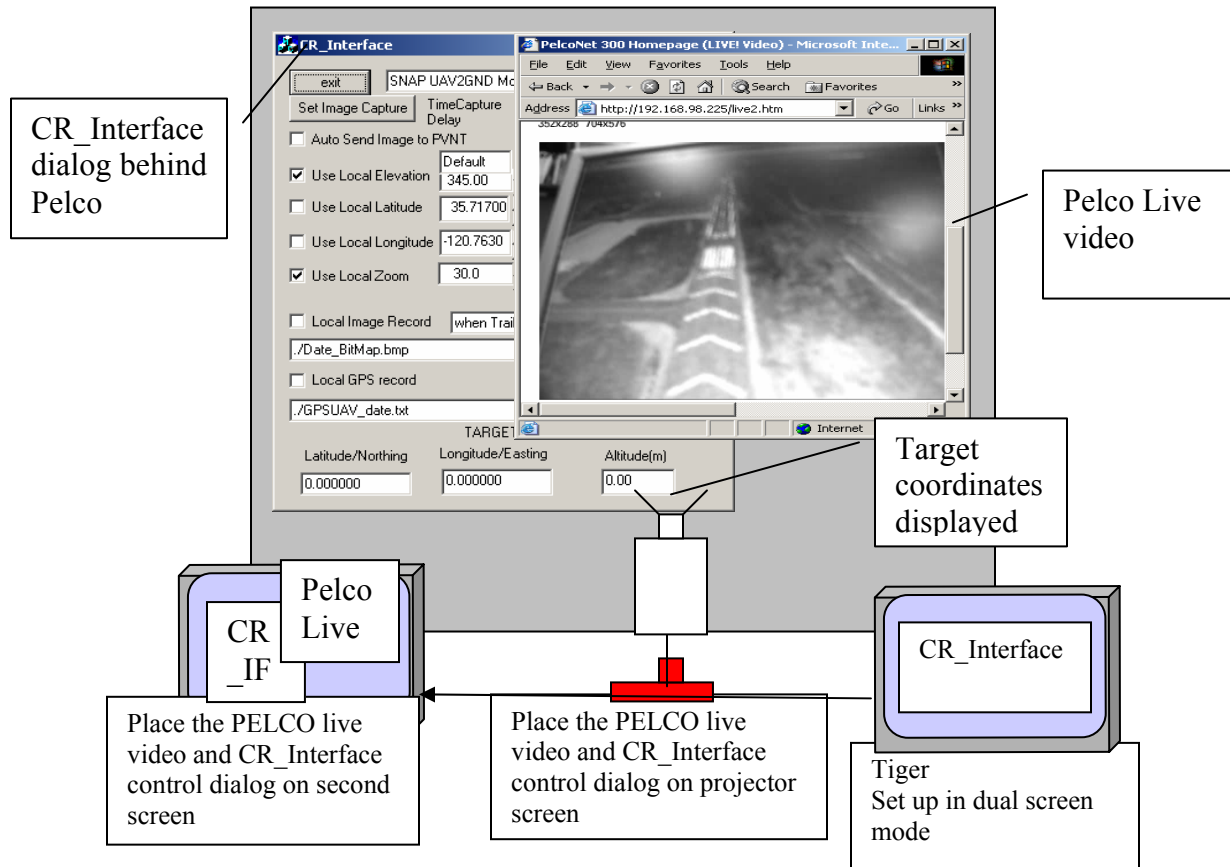 CR_Interface
exit
SNAP UAV2GND Mo
Set Image Capture
TimeCapture
Delay
Auto Send Image to PVNT
Default
Use Local Elevation
345.00
Use Local Latitude
35.71700
Use Local Longitude
-120.7630
Use Local Zoom
30.0
Local Image Record
when Trail
./Date_BitMap.bmp
Local GPS record
./GPSUAV_date.txt
TARGET
Latitude/Northing
Longitude/Easting
Altitude(m)
0.000000
0.000000
0.00
PelcoNet 300 Homepage (LIVE! Video) - Microsoft Inte...
File Edit View Favorites Tools Help
Back
Search
Favorites
»
Address
http://192.168.98.225/live2.htm
Go
Links »
352x288 704x576
Internet
CR_Interface
dialog behind
Pelco
Pelco Live
video
Target
coordinates
displayed
Pelco
Live
CR
_IF
CR_Interface
Place the PELCO live
video and CR_Interface
control dialog on second
screen
Place the PELCO live
video and CR_Interface
control dialog on projector
screen
Tiger
Set up in dual screen
mode